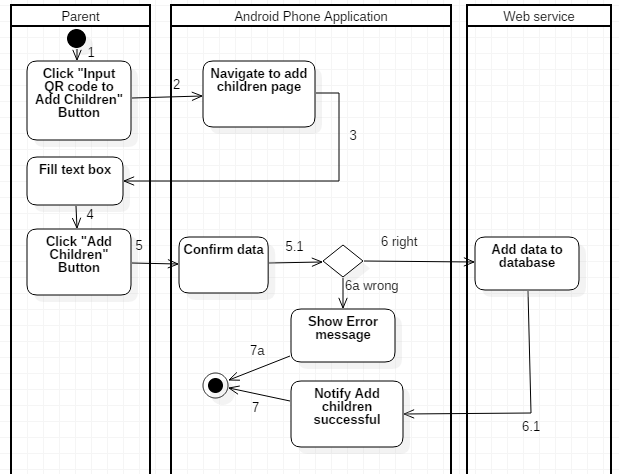 Parent
Android Phone Application
Web service
1
Click "Input
QR code to
Add Children"
Button
2
Navigate to add
children page
3
Fill text box
4
Click "Add
Children"
Button
5
Confirm data
5.1
6 right
Add data to
database
6a wrong
Show Error
message
7a
Notify Add
children
successful
7
6.1